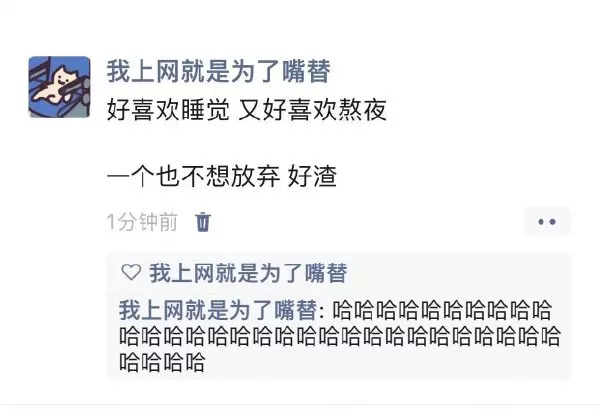 我上网就是为了嘴替
好喜欢睡觉 又好喜欢熬夜
一个也不想放弃 好渣
1分钟前
我上网就是为了嘴替
我上网就是为了嘴替: 哈哈哈哈哈哈哈哈哈哈
哈哈哈哈哈哈哈哈哈哈哈哈哈哈哈哈哈哈哈哈
哈哈哈哈